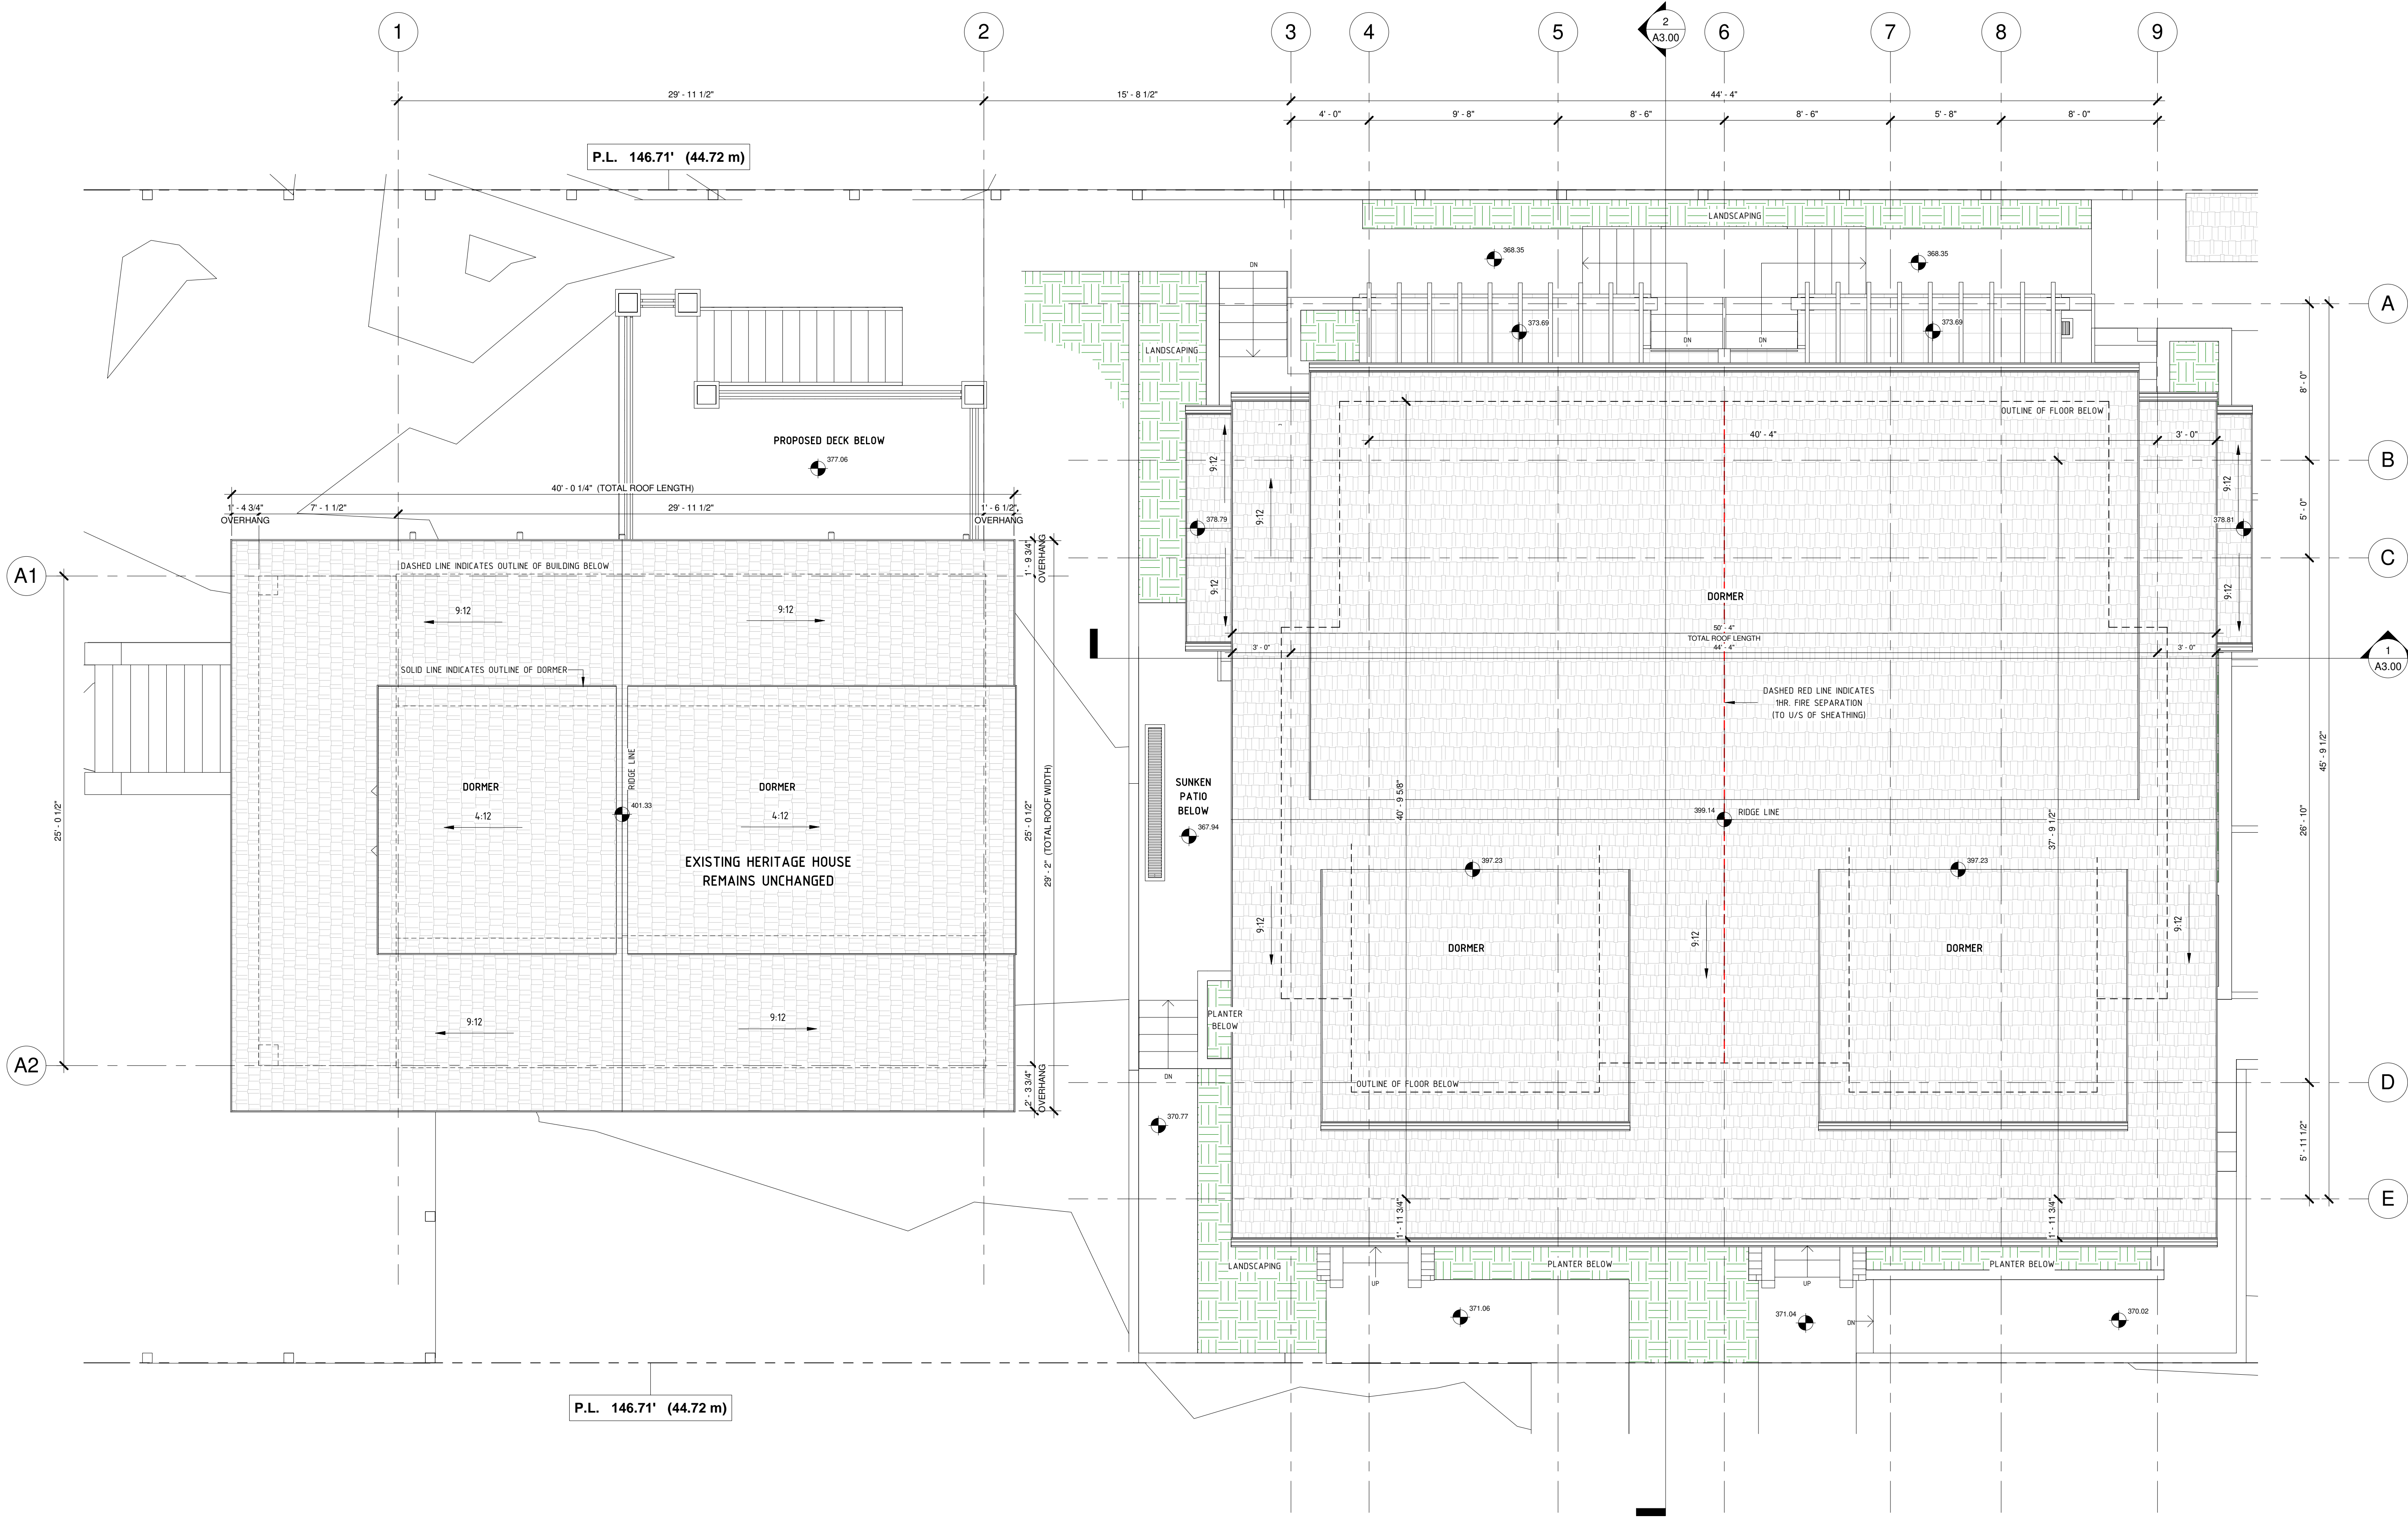 1
2
3
4
5
2
A3.00
6
7
8
9
29' - 11 1/2"
15' - 8 1/2"
44' - 4"
4' - 0"
9' - 8"
8' - 6"
8' - 6"
5' - 8"
8' - 0"
P.L. 146.71' (44.72 m)
LANDSCAPING
368.35
368.35
DN
A
373.69
373.69
DN
DN
LANDSCAPING
8' - 0"
OUTLINE OF FLOOR BELOW
PROPOSED DECK BELOW
377.06
40' - 4"
3' - 0"
B
9:12
9:12
9:12
40' - 0 1/4" (TOTAL ROOF LENGTH)
1' - 4 3/4"
OVERHANG
7' - 1 1/2"
29' - 11 1/2"
1' - 6 1/2"
OVERHANG
5' - 0"
378.79
378.81
1' - 9 3/4"
OVERHANG
C
A1
DASHED LINE INDICATES OUTLINE OF BUILDING BELOW
9:12
9:12
9:12
9:12
DORMER
50' - 4"
TOTAL ROOF LENGTH
3' - 0"
44' - 4"
3' - 0"
1
A3.00
SOLID LINE INDICATES OUTLINE OF DORMER
DASHED RED LINE INDICATES
1HR. FIRE SEPARATION
(TO U/S OF SHEATHING)
45' - 9 1/2"
RIDGE LINE
DORMER
DORMER
SUNKEN
PATIO
BELOW
367.94
40' - 9 5/8"
37' - 9 1/2"
401.33
4:12
4:12
25' - 0 1/2"
25' - 0 1/2"
29' - 2" (TOTAL ROOF WIDTH)
399.14
RIDGE LINE
26' - 10"
EXISTING HERITAGE HOUSE
REMAINS UNCHANGED
397.23
397.23
9:12
9:12
9:12
DORMER
DORMER
9:12
9:12
PLANTER
BELOW
A2
DN
2' - 3 3/4"
OVERHANG
OUTLINE OF FLOOR BELOW
D
370.77
5' - 11 1/2"
E
1' - 11 3/4"
1' - 11 3/4"
LANDSCAPING
PLANTER BELOW
PLANTER BELOW
UP
UP
371.06
371.04
DN
370.02
P.L. 146.71' (44.72 m)